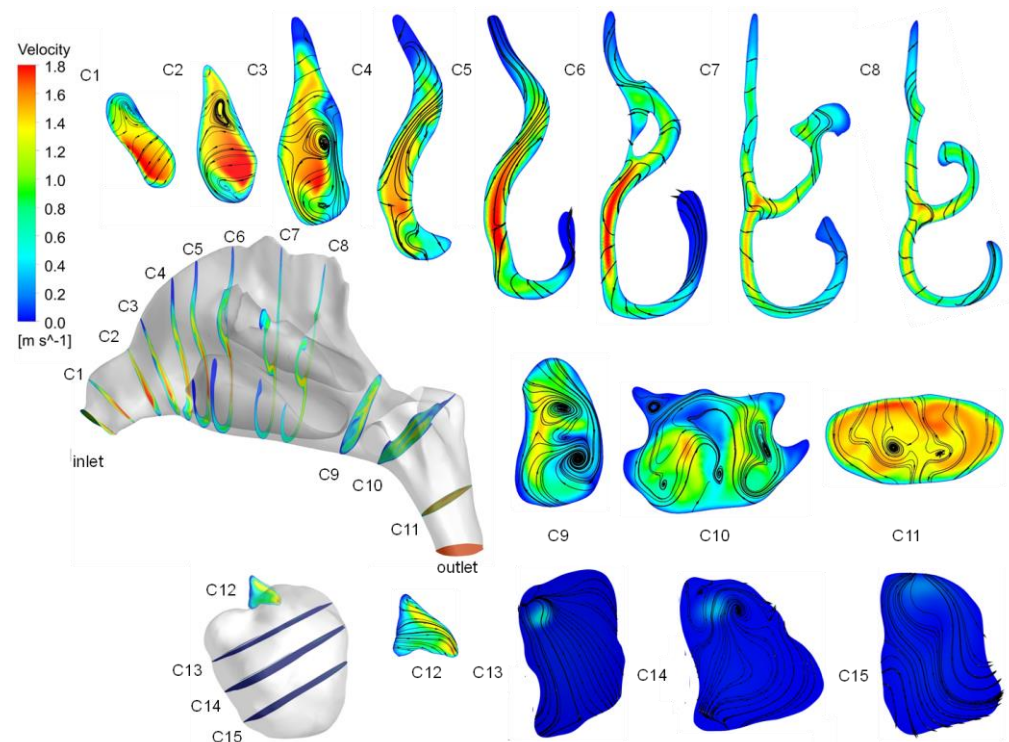 Velocity
1.8
1.6
1.4
1.2
1.0
0.8
0.6
0.4
0.2
0.0
[m s^-1]
C1
C2
C3
C4
C5
C6
C7
C8
C1
C2
C3
C4
C5
C6
C7
C8
inlet
C9
C10
C11
outlet
C9
C10
C11
C12
C13
C14
C15
C12
C13
C14
C15